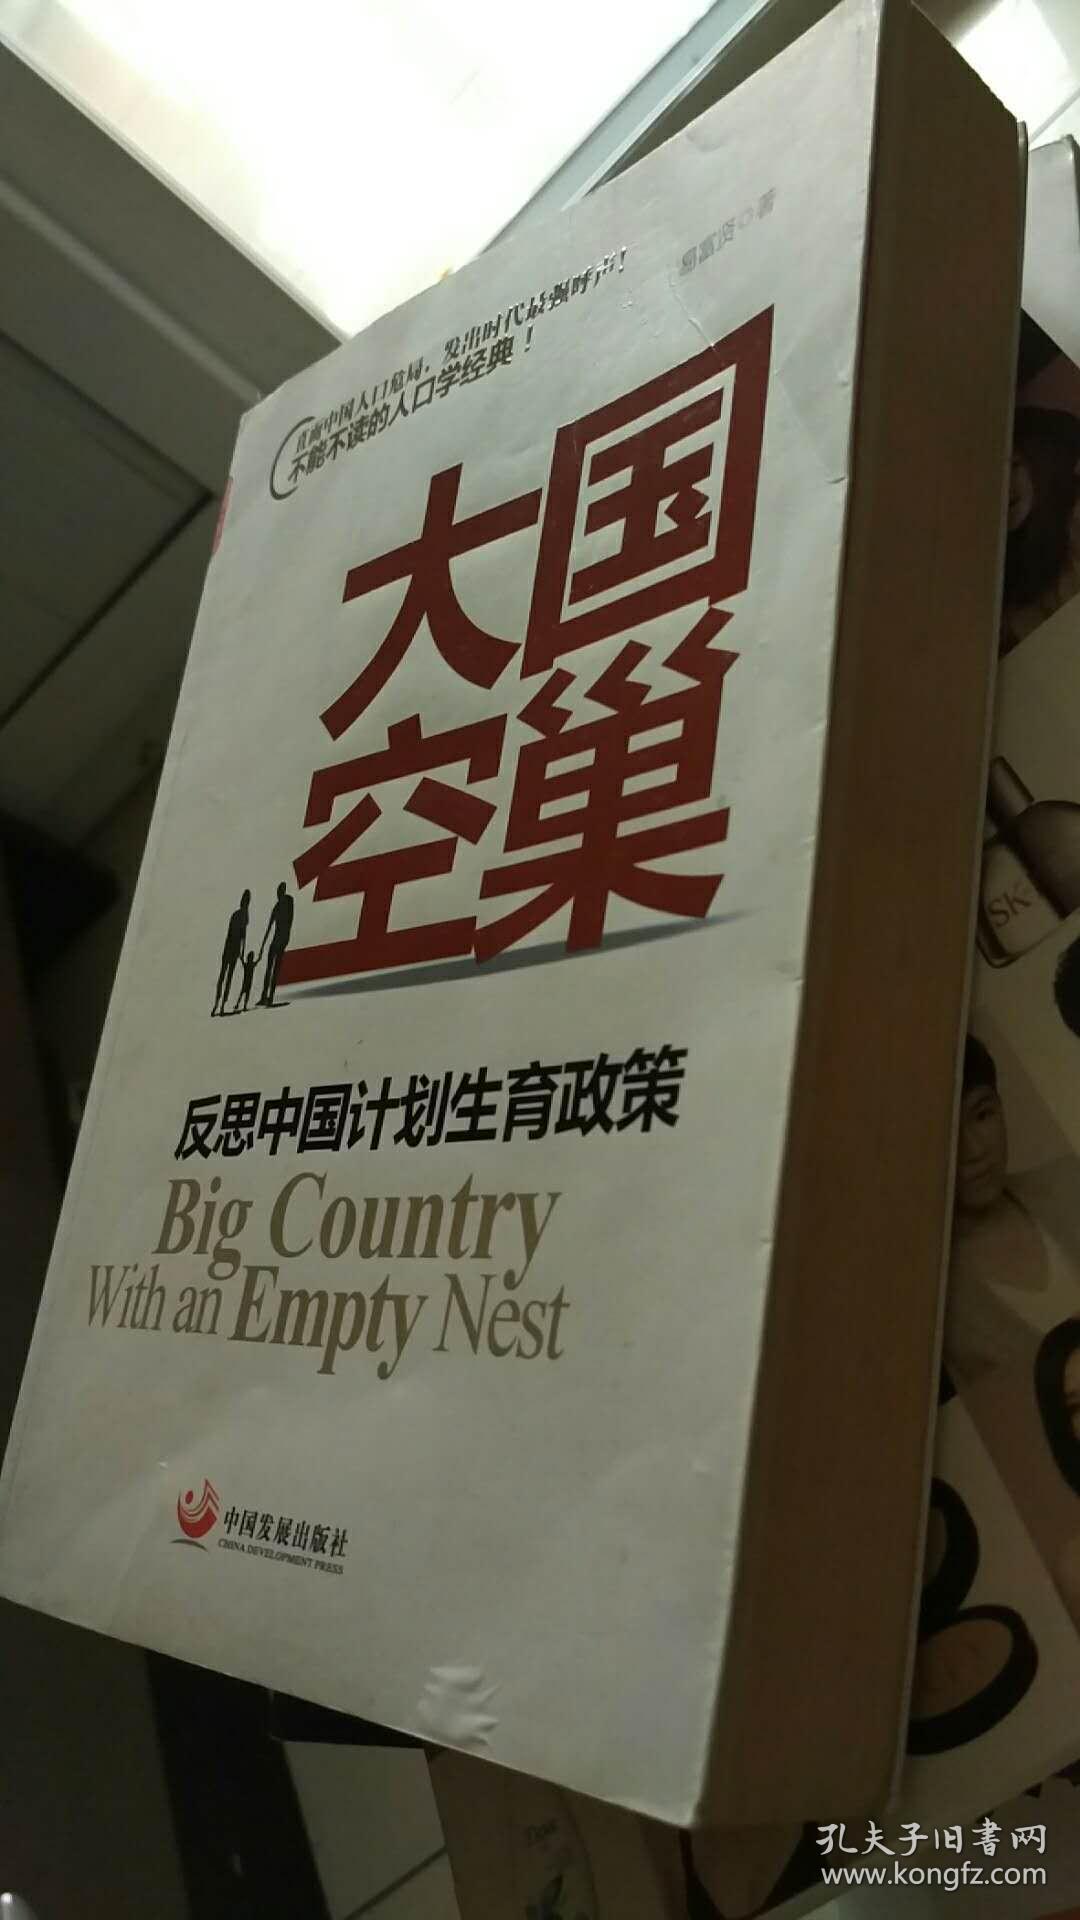 直面中国人口危局，发出时代最强呼声！
不能不读的人口学经典！
大国
空巢
反思中国计划生育政策
Big Country
With an Empty Nest
中国发展出版社
CHINA DEVELOPMENT PRESS
SK-
孔夫子旧書网
www.kongfz.com